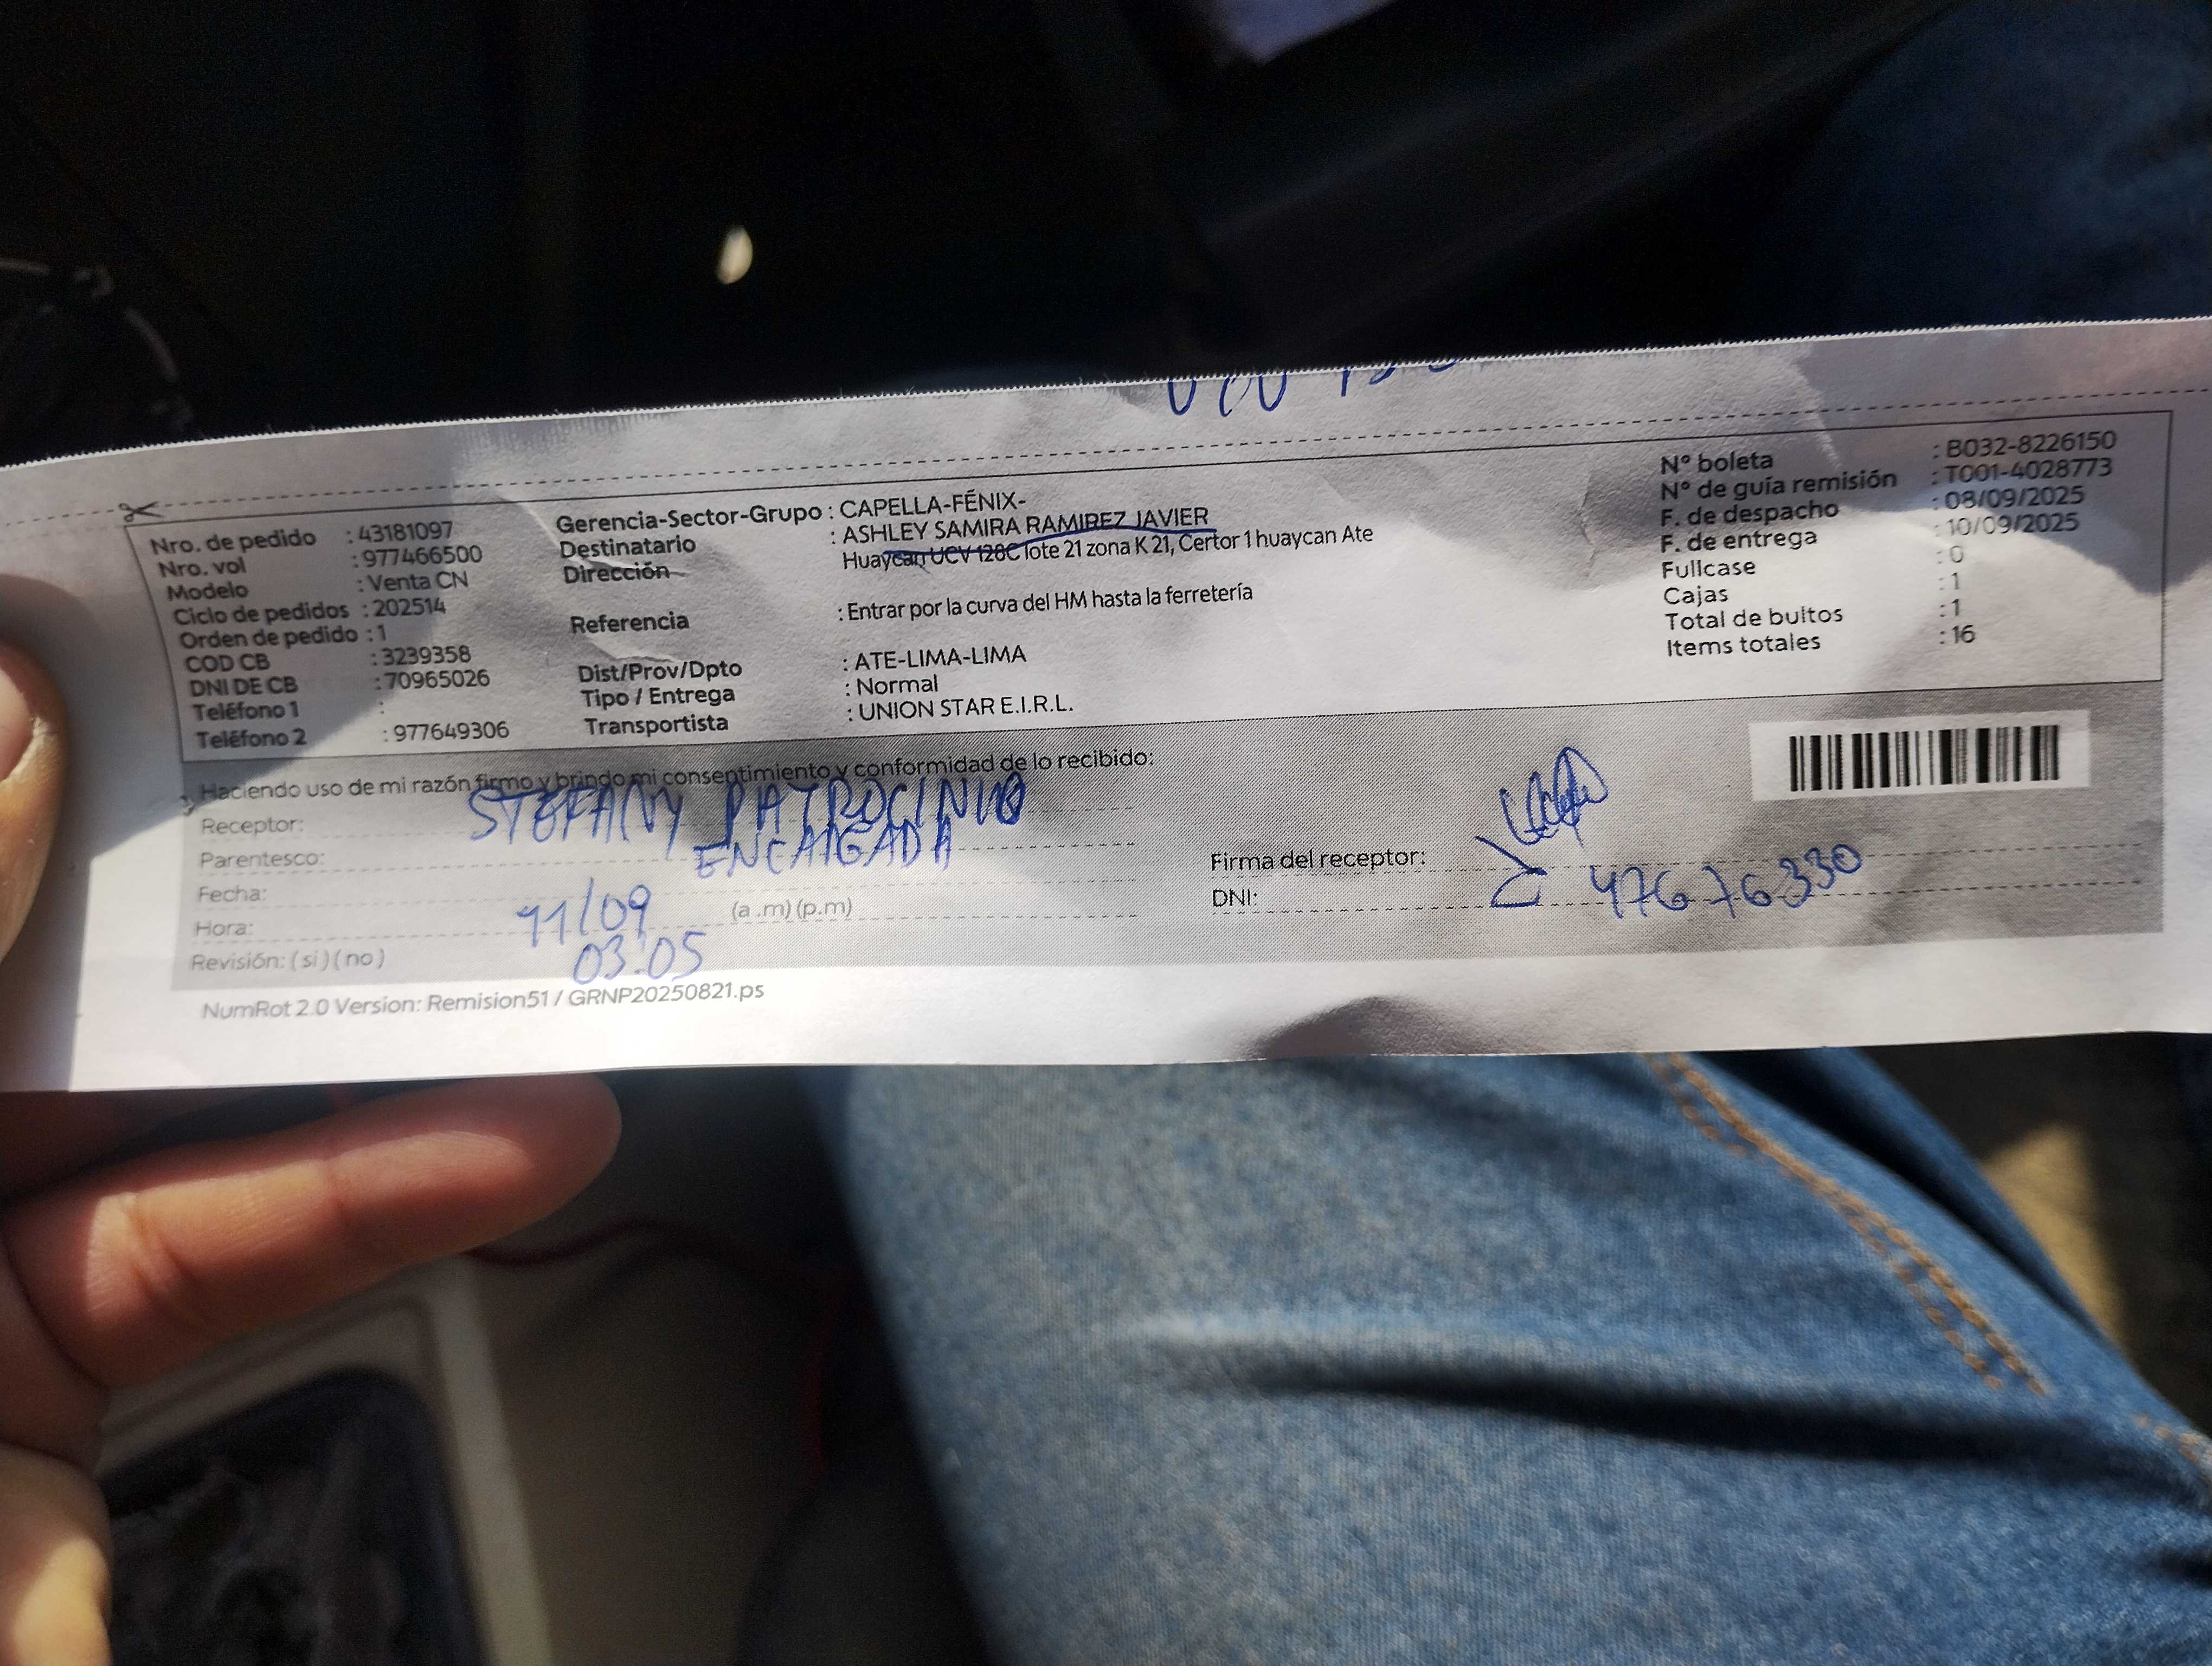 Nro. de pedido : 43181097
Nro. vol : 977466500
Modelo : Venta CN
Ciclo de pedidos : 202514
Orden de pedido : 1
COD CB : 3239358
DNI DE CB : 70965026
Teléfono 1 :
Teléfono 2 : 977649306
Gerencia-Sector-Grupo : CAPELLA-FÉNIX-
Destinatario : ASHLEY SAMIRA RAMIREZ JAVIER
Dirección Huaycan UCV 128C lote 21 zona K 21, Certor 1 huaycan Ate
Referencia : Entrar por la curva del HM hasta la ferretería
Dist/Prov/Dpto : ATE-LIMA-LIMA
Tipo / Entrega : Normal
Transportista : UNION STAR E.I.R.L.
N° boleta : B032-8226150
N° de guía remisión : T001-4028773
F. de despacho : 08/09/2025
F. de entrega : 10/09/2025
Fullcase : 0
Cajas : 1
Total de bultos : 1
Items totales : 16
Haciendo uso de mi razón firmo y brindo mi consentimiento y conformidad de lo recibido:
Receptor: STEFANY PATROCINIO
Parentesco: ENCARGADA
Fecha: 11/09
Hora: 03:05 (a .m) (p.m)
Revisión: ( si ) ( no )
Firma del receptor:
DNI: 47676330
NumRot 2.0 Version: Remision51 / GRNP20250821.ps